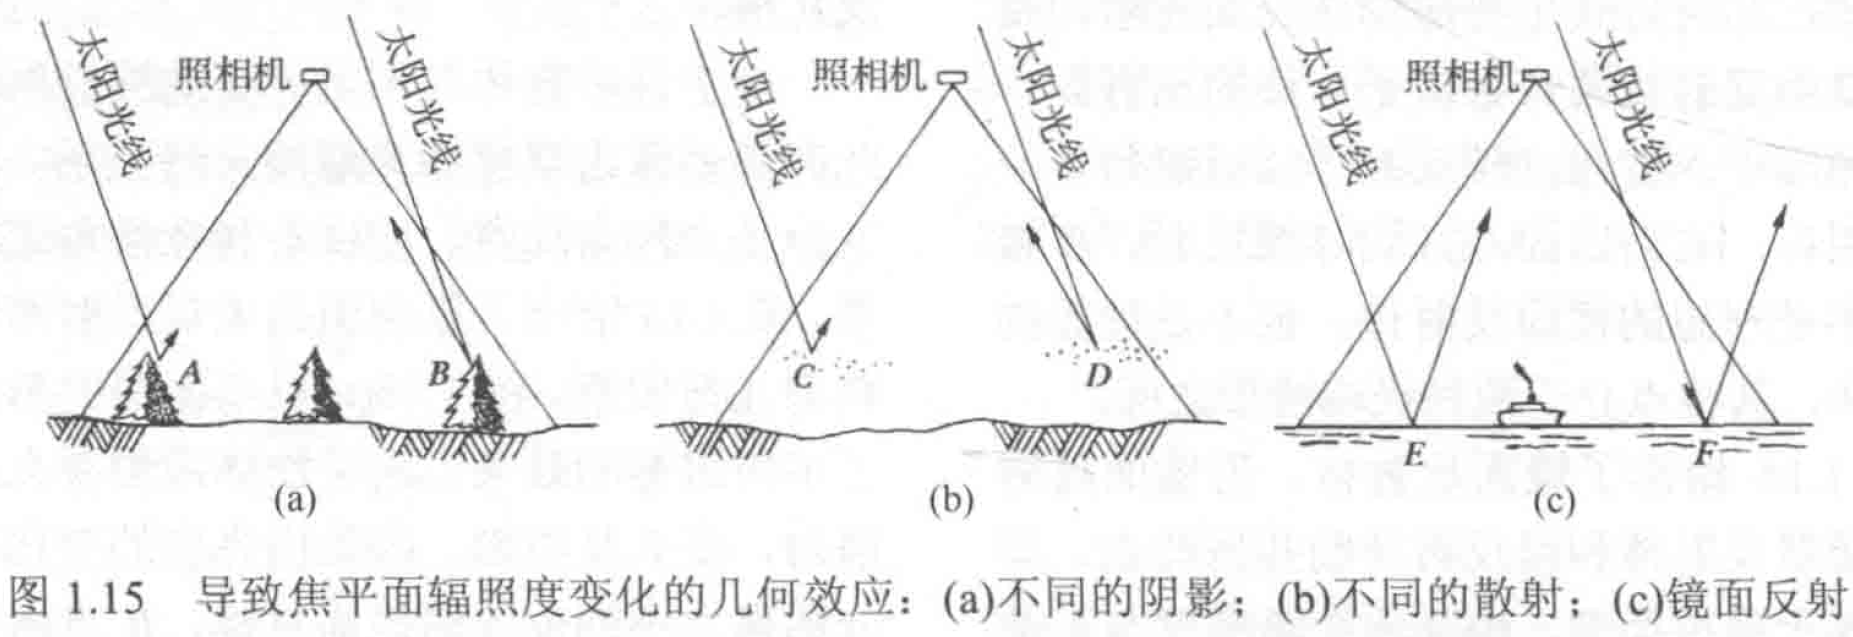 太阳光线
照相机
太阳光线
A
B
(a)
太阳光线
照相机
太阳光线
C
D
(b)
太阳光线
照相机
太阳光线
E
F
(c)
图 1.15 导致焦平面辐照度变化的几何效应：(a)不同的阴影；(b)不同的散射；(c)镜面反射